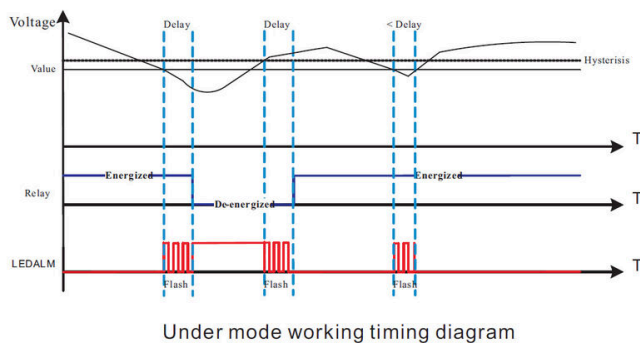 Voltage
Delay Delay < Delay
Hysterisis
Value
T
Energized Energized
Relay
De-energized
T
LEDALM
T
Flash Flash Flash
Under mode working timing diagram